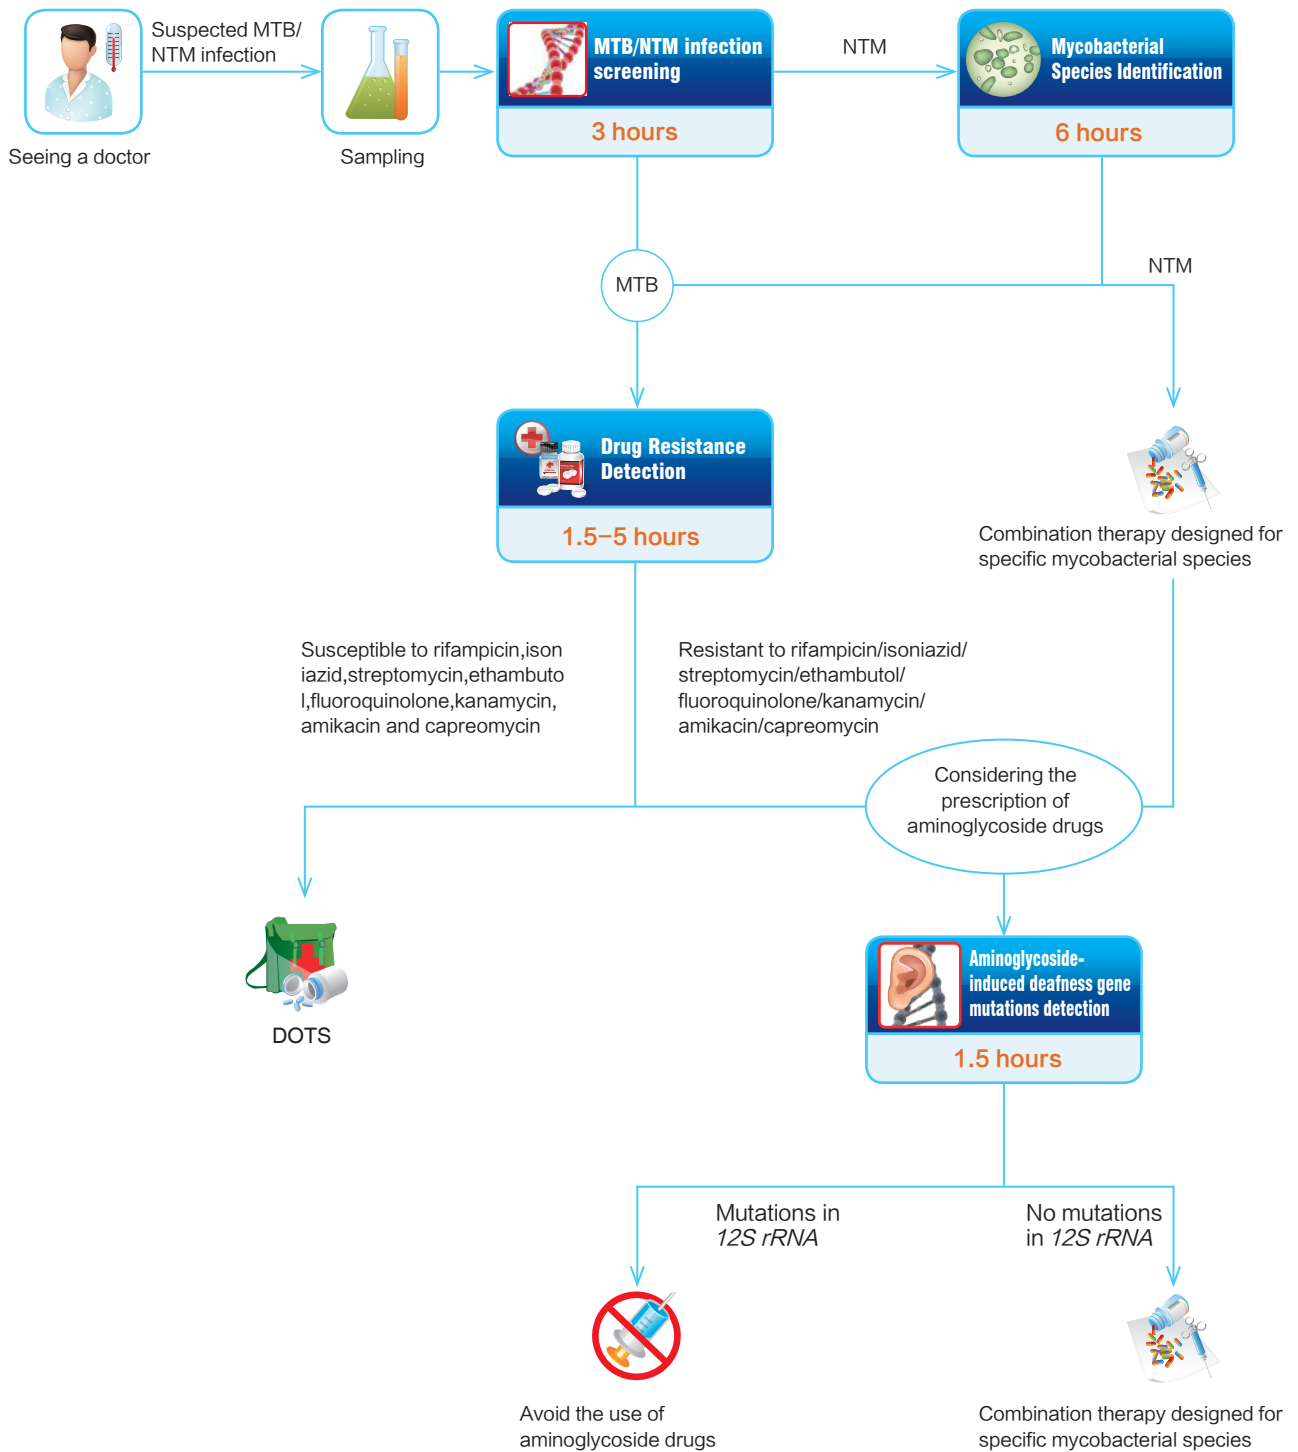 Suspected MTB/
NTM infection
Seeing a doctor
Sampling
MTB/NTM infection
screening
3 hours
NTM
Mycobacterial
Species Identification
6 hours
MTB
NTM
Drug Resistance
Detection
1.5–5 hours
Combination therapy designed for
specific mycobacterial species
Susceptible to rifampicin,ison
iazid,streptomycin,ethambuto
l,fluoroquinolone,kanamycin,
amikacin and capreomycin
Resistant to rifampicin/isoniazid/
streptomycin/ethambutol/
fluoroquinolone/kanamycin/
amikacin/capreomycin
Considering the
prescription of
aminoglycoside drugs
DOTS
Aminoglycoside-
induced deafness gene
mutations detection
1.5 hours
Mutations in
12S rRNA
No mutations
in 12S rRNA
Avoid the use of
aminoglycoside drugs
Combination therapy designed for
specific mycobacterial species